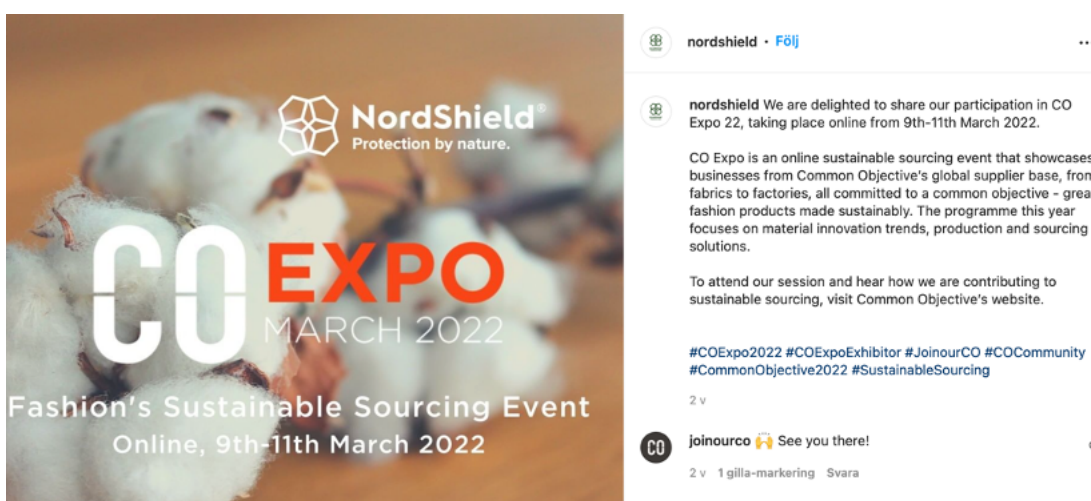 NordShield®
Protection by nature.
CO EXPO
MARCH 2022
Fashion's Sustainable Sourcing Event
Online, 9th-11th March 2022
nordshield • Följ
nordshield We are delighted to share our participation in CO
Expo 22, taking place online from 9th-11th March 2022.
CO Expo is an online sustainable sourcing event that showcases
businesses from Common Objective's global supplier base, from
fabrics to factories, all committed to a common objective - grea
fashion products made sustainably. The programme this year
focuses on material innovation trends, production and sourcing
solutions.
To attend our session and hear how we are contributing to
sustainable sourcing, visit Common Objective's website.
#COExpo2022 #COExpoExhibitor #JoinourCO #COCommunity
#CommonObjective2022 #SustainableSourcing
2 v
CO
joinourco 🙌 See you there!
2 v 1 gilla-markering Svara